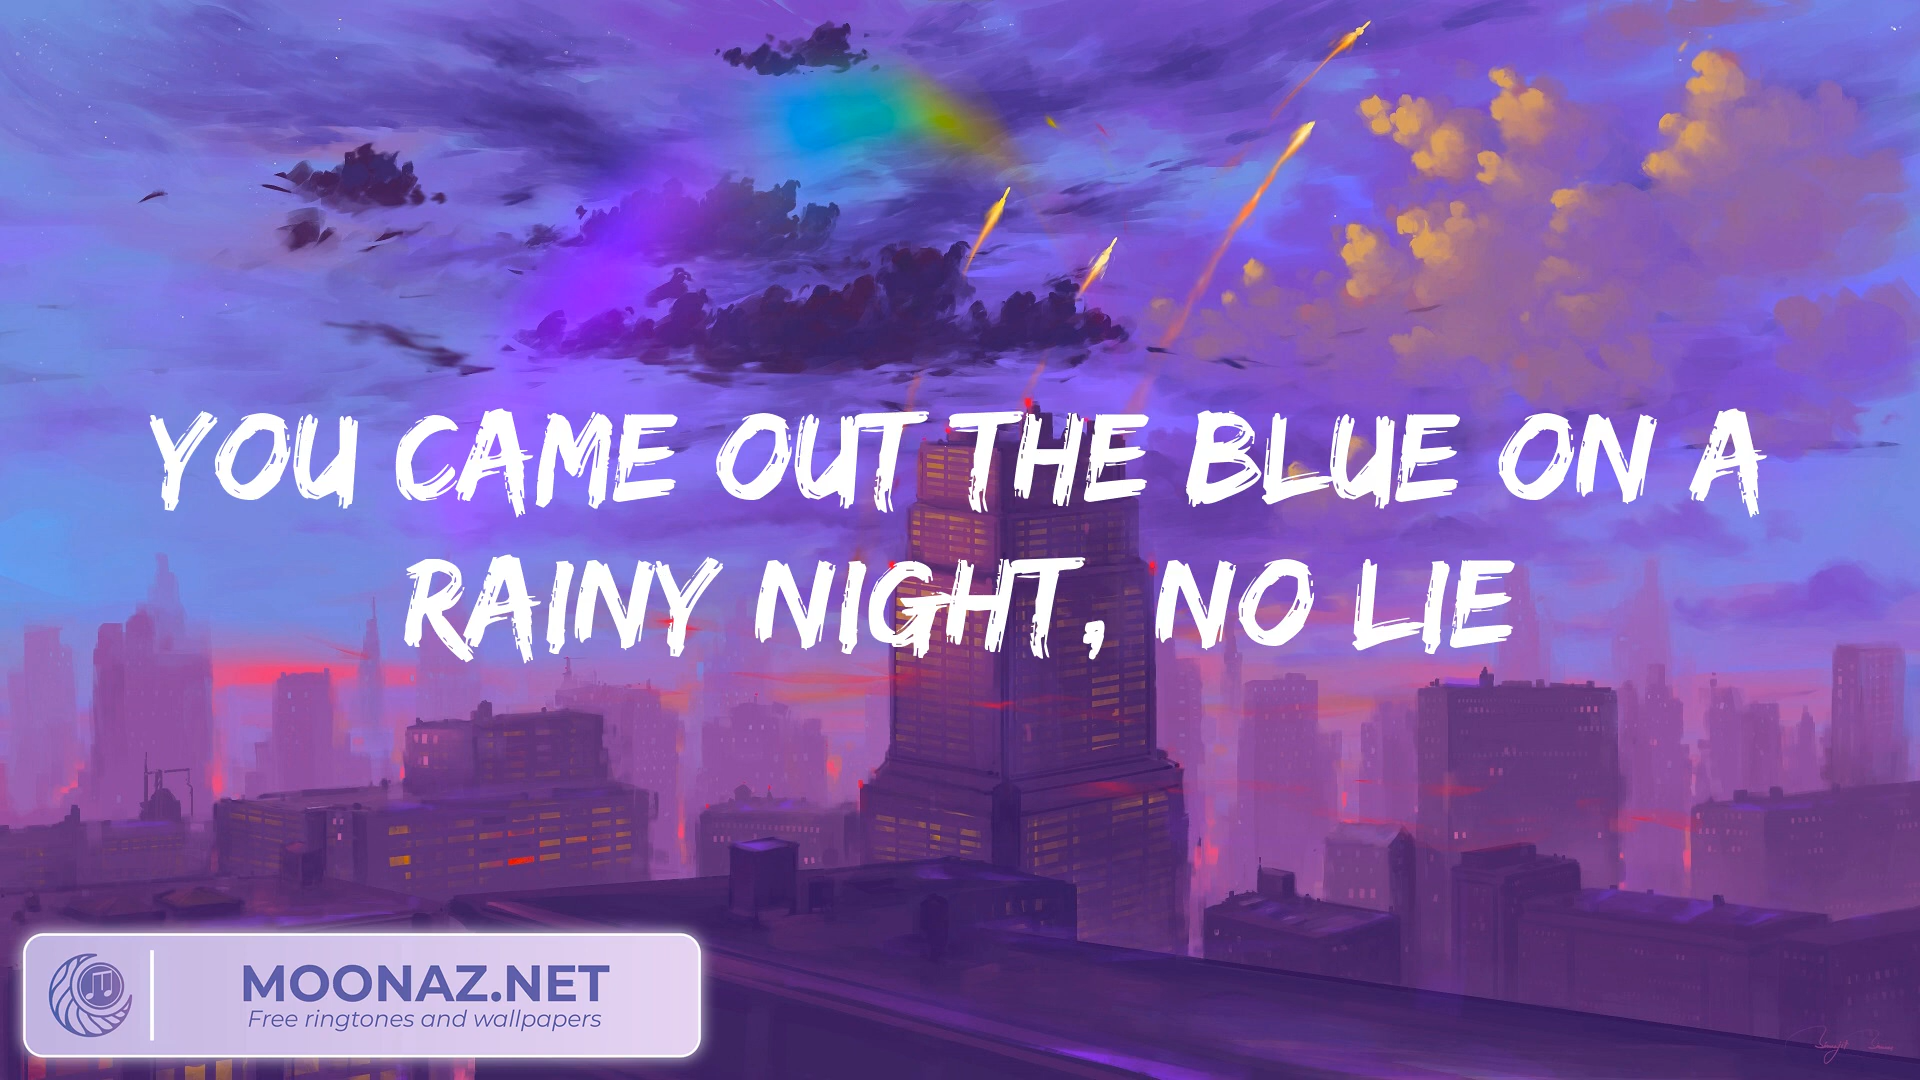 YOU CAME OUT THE BLUE ON A
RAINY NIGHT, NO LIE
MOONAZ.NET
Free ringtones and wallpapers